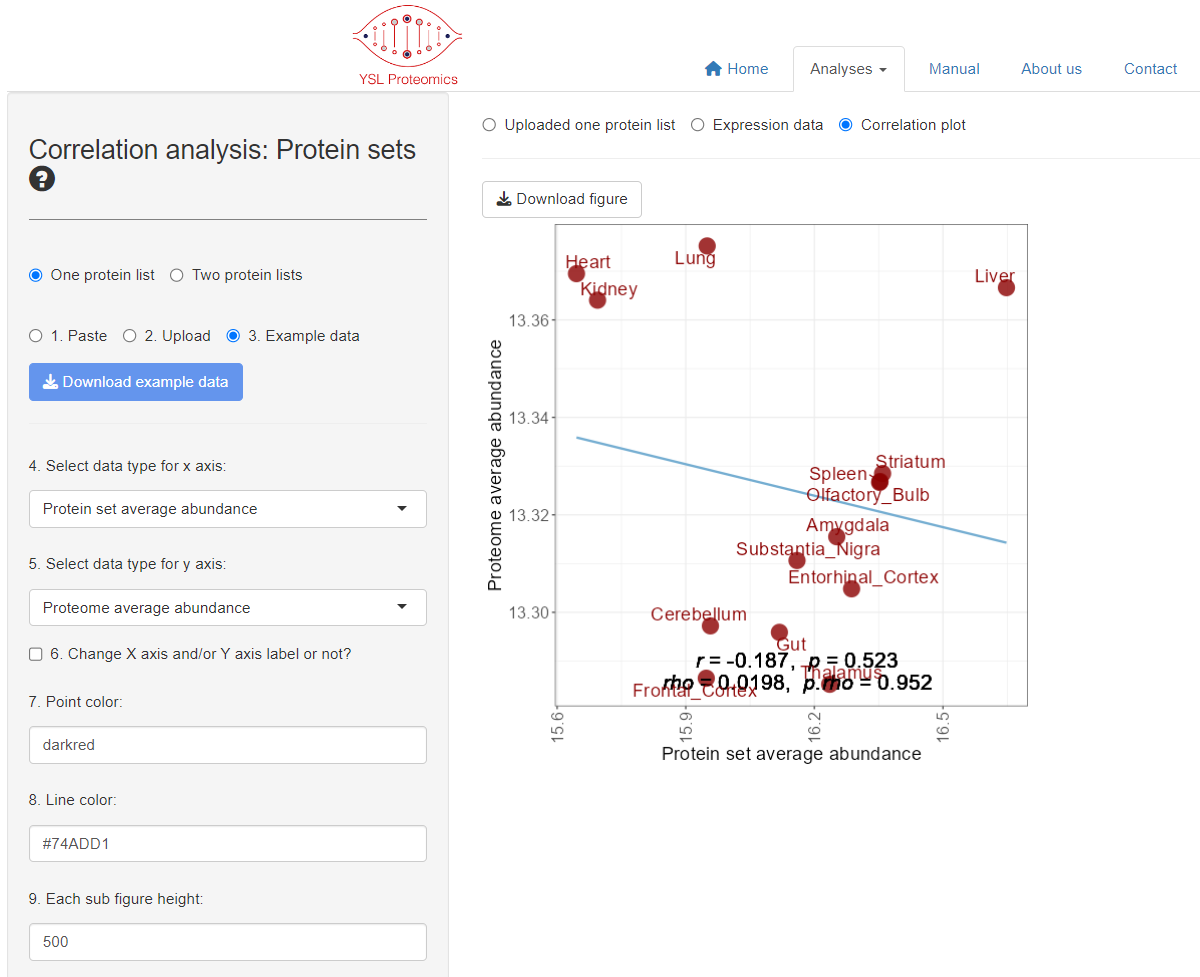 YSL Proteomics
Home Analyses Manual About us Contact
Correlation analysis: Protein sets
?
One protein list Two protein lists
1. Paste 2. Upload 3. Example data
Download example data
4. Select data type for x axis:
Protein set average abundance
5. Select data type for y axis:
Proteome average abundance
6. Change X axis and/or Y axis label or not?
7. Point color:
darkred
8. Line color:
#74ADD1
9. Each sub figure height:
500
Uploaded one protein list Expression data Correlation plot
Download figure
Proteome average abundance
13.36
13.34
13.32
13.30
Lung
Heart
Kidney
Liver
Striatum
Spleen
Olfactory_Bulb
Amygdala
Substantia_Nigra
Entorhinal_Cortex
Cerebellum
Gut
r = -0.187, p = 0.523
Thalamus
rho = 0.0198, p.rho = 0.952
Frontal_Cortex
15.6 15.9 16.2 16.5
Protein set average abundance